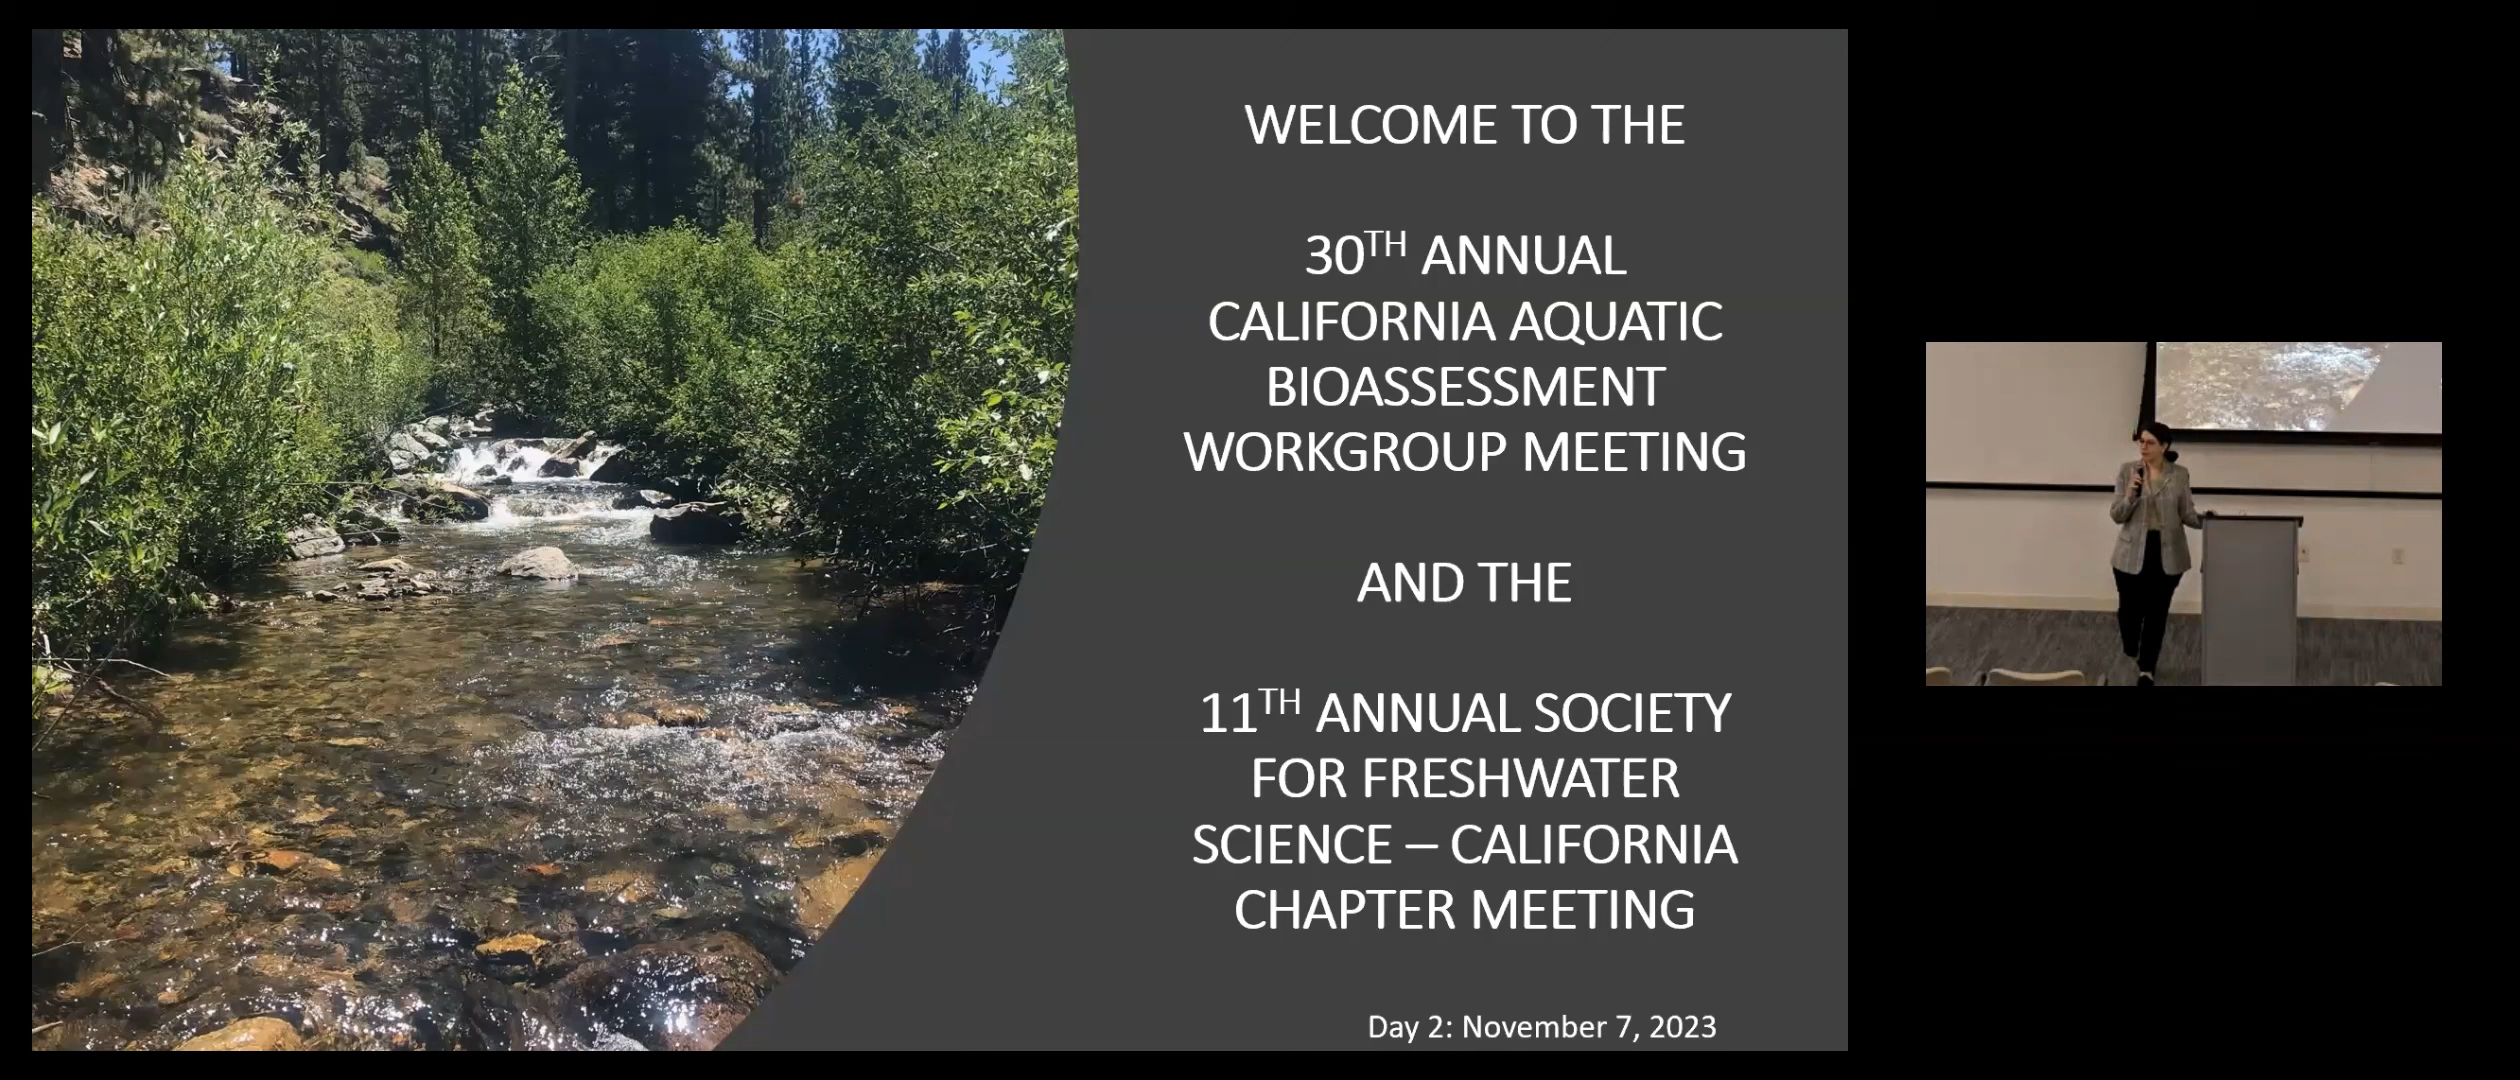 WELCOME TO THE
30TH ANNUAL
CALIFORNIA AQUATIC
BIOASSESSMENT
WORKGROUP MEETING
AND THE
11TH ANNUAL SOCIETY
FOR FRESHWATER
SCIENCE – CALIFORNIA
CHAPTER MEETING
Day 2: November 7, 2023